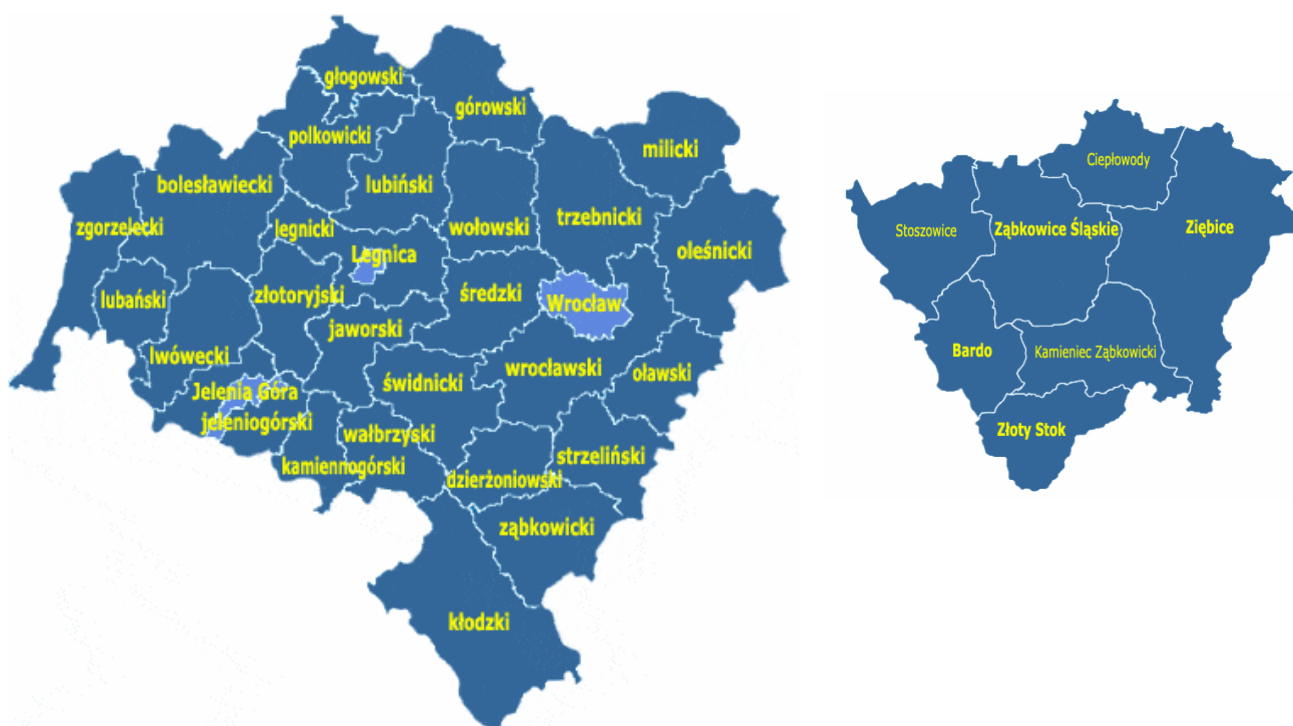 głogowski
górowski
polkowicki
milicki
bolesławiecki
lubiński
trzebnicki
zgorzelecki
legnicki
wołowski
oleśnicki
Legnica
lubański
złotoryjski
średzki
Wrocław
jaworski
lwówecki
wrocławski
oławski
świdnicki
Jelenia Góra
jeleniogórski
wałbrzyski
strzeliński
kamiennogórski
dzierżoniowski
ząbkowicki
kłodzki
Ciepłowody
Stoszowice
Ząbkowice Śląskie
Ziębice
Bardo
Kamieniec Ząbkowicki
Złoty Stok